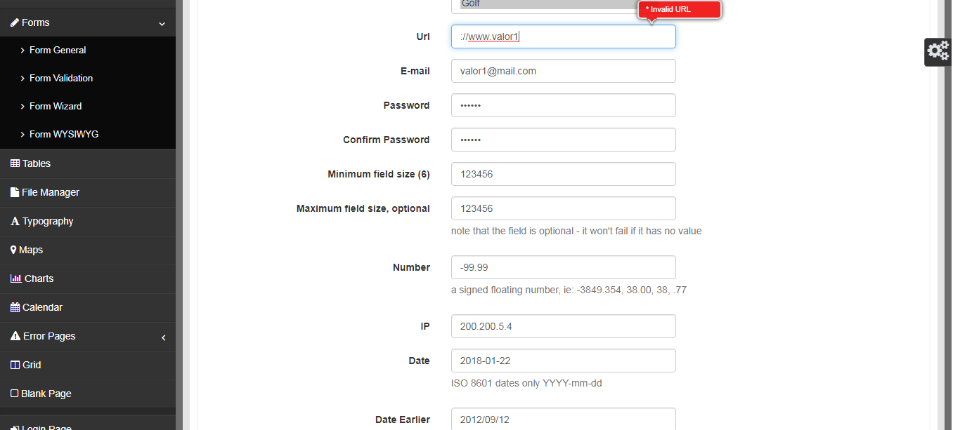 Forms
Form General
Form Validation
Form Wizard
Form WYSIWYG
Tables
File Manager
Typography
Maps
Charts
Calendar
Error Pages
Grid
Blank Page
Login Page
Golf
* Invalid URL
Url ://www.valor1
E-mail valor1@mail.com
Password ••••••
Confirm Password ••••••
Minimum field size (6) 123456
Maximum field size, optional 123456
note that the field is optional - it won't fail if it has no value
Number -99.99
a signed floating number, ie: -3849.354, 38.00, 38, .77
IP 200.200.5.4
Date 2018-01-22
ISO 8601 dates only YYYY-mm-dd
Date Earlier 2012/09/12